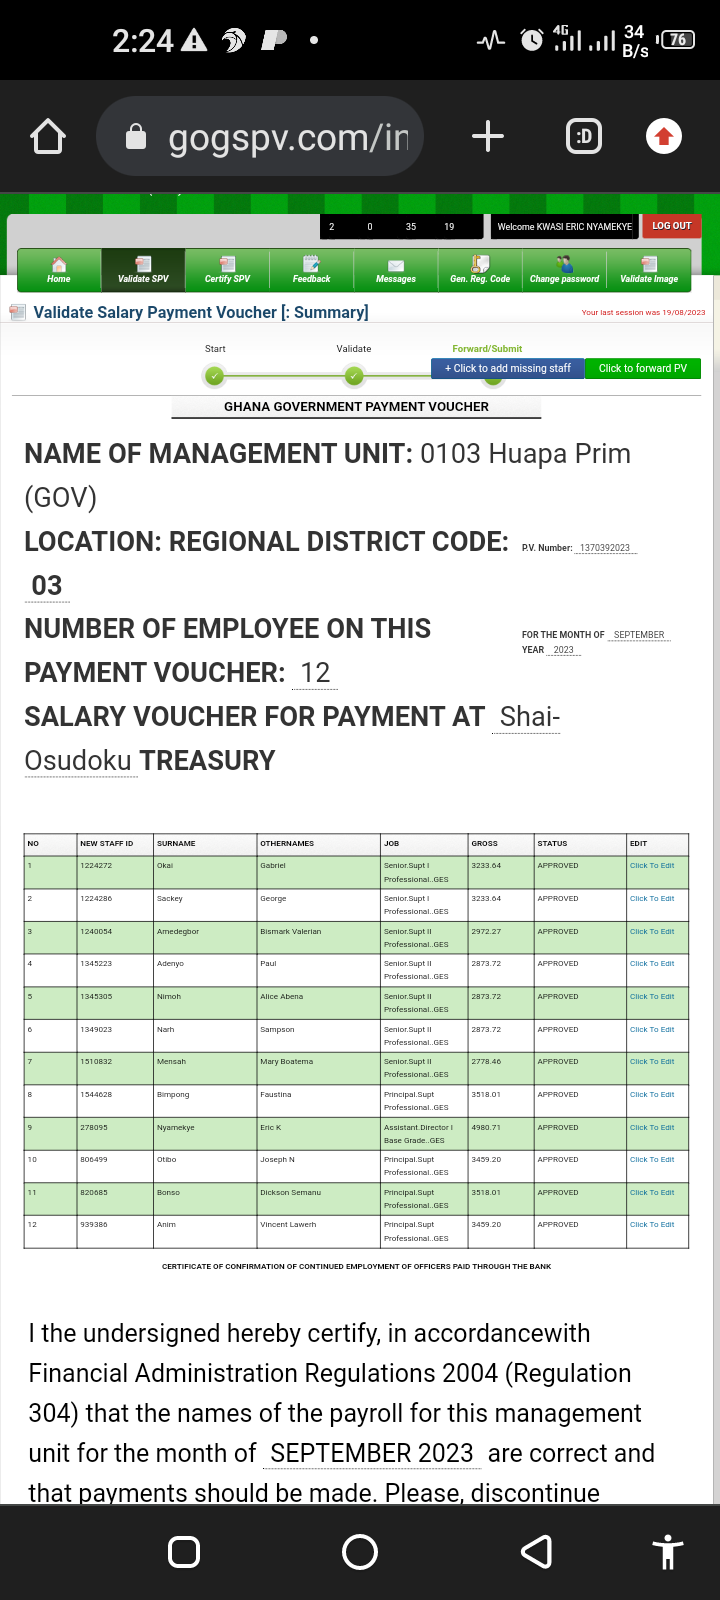 2:24
4G
34
B/s
76
gogspv.com/in
:D
2 0 35 19
Welcome KWASI ERIC NYAMEKYE
LOG OUT
Home
Validate SPV
Certify SPV
Feedback
Messages
Gen. Reg. Code
Change password
Validate Image
Validate Salary Payment Voucher [: Summary]
Your last session was 19/08/2023
Start
Validate
Forward/Submit
+ Click to add missing staff
Click to forward PV
GHANA GOVERNMENT PAYMENT VOUCHER
NAME OF MANAGEMENT UNIT: 0103 Huapa Prim
(GOV)
LOCATION: REGIONAL DISTRICT CODE:
03
P.V. Number: 1370392023
NUMBER OF EMPLOYEE ON THIS
PAYMENT VOUCHER: 12
FOR THE MONTH OF SEPTEMBER
YEAR 2023
SALARY VOUCHER FOR PAYMENT AT Shai-
Osudoku TREASURY
NO NEW STAFF ID SURNAME OTHERNAMES JOB GROSS STATUS EDIT
1 1224272 Okai Gabriel Senior.Supt I 3233.64 APPROVED Click To Edit
Professional..GES
2 1224286 Sackey George Senior.Supt I 3233.64 APPROVED Click To Edit
Professional..GES
3 1240054 Amedegbor Bismark Valerian Senior.Supt II 2972.27 APPROVED Click To Edit
Professional..GES
4 1345223 Adenyo Paul Senior.Supt II 2873.72 APPROVED Click To Edit
Professional..GES
5 1345305 Nimoh Alice Abena Senior.Supt II 2873.72 APPROVED Click To Edit
Professional..GES
6 1349023 Narh Sampson Senior.Supt II 2873.72 APPROVED Click To Edit
Professional..GES
7 1510832 Mensah Mary Boatema Senior.Supt II 2778.46 APPROVED Click To Edit
Professional..GES
8 1544628 Bimpong Faustina Principal.Supt 3518.01 APPROVED Click To Edit
Professional..GES
9 278095 Nyamekye Eric K Assistant.Director I 4980.71 APPROVED Click To Edit
Base Grade..GES
10 806499 Otibo Joseph N Principal.Supt 3459.20 APPROVED Click To Edit
Professional..GES
11 820685 Bonso Dickson Semanu Principal.Supt 3518.01 APPROVED Click To Edit
Professional..GES
12 939386 Anim Vincent Lawerh Principal.Supt 3459.20 APPROVED Click To Edit
Professional..GES
CERTIFICATE OF CONFIRMATION OF CONTINUED EMPLOYMENT OF OFFICERS PAID THROUGH THE BANK
I the undersigned hereby certify, in accordancewith
Financial Administration Regulations 2004 (Regulation
304) that the names of the payroll for this management
unit for the month of SEPTEMBER 2023 are correct and
that payments should be made. Please, discontinue